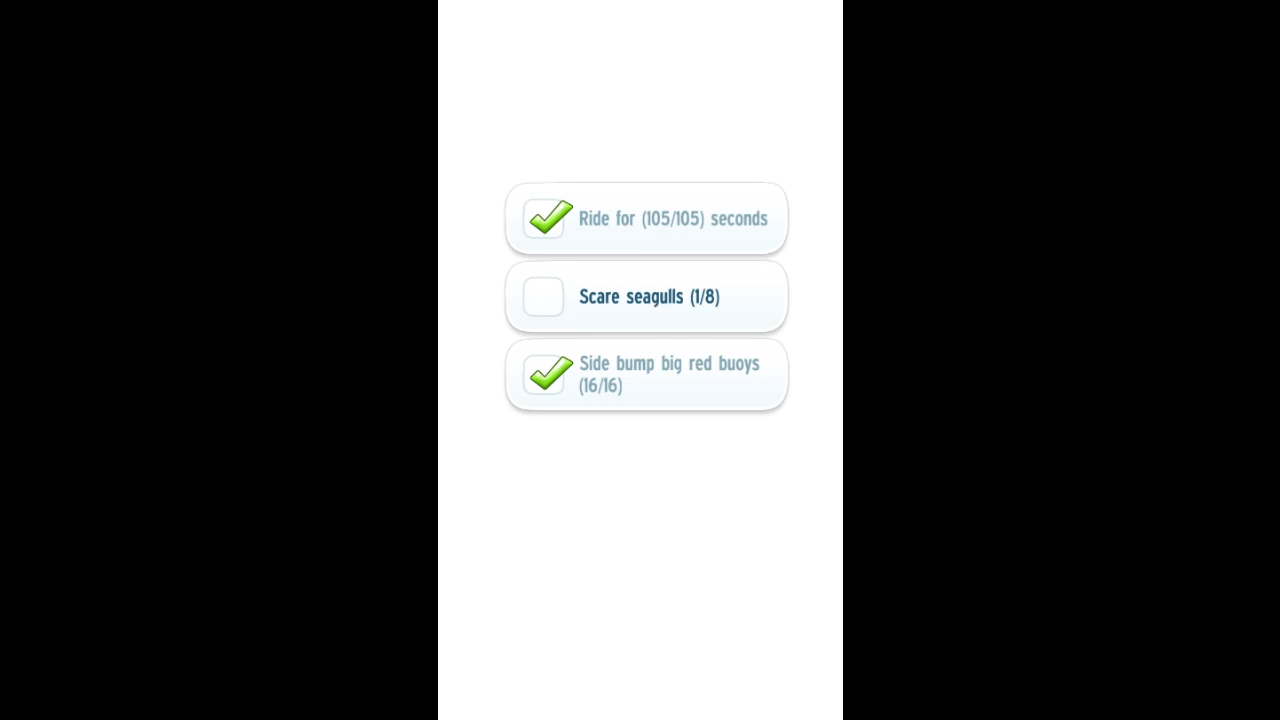 Ride for (105/105) seconds
Scare seagulls (1/8)
Side bump big red buoys
(16/16)